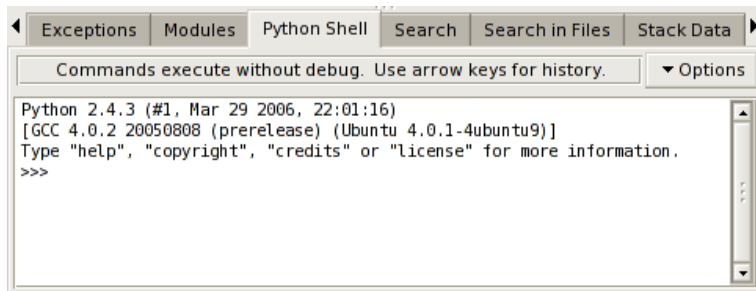 Exceptions Modules Python Shell Search Search in Files Stack Data
Commands execute without debug. Use arrow keys for history. Options
Python 2.4.3 (#1, Mar 29 2006, 22:01:16)
[GCC 4.0.2 20050808 (prerelease) (Ubuntu 4.0.1-4ubuntu9)]
Type "help", "copyright", "credits" or "license" for more information.
>>>